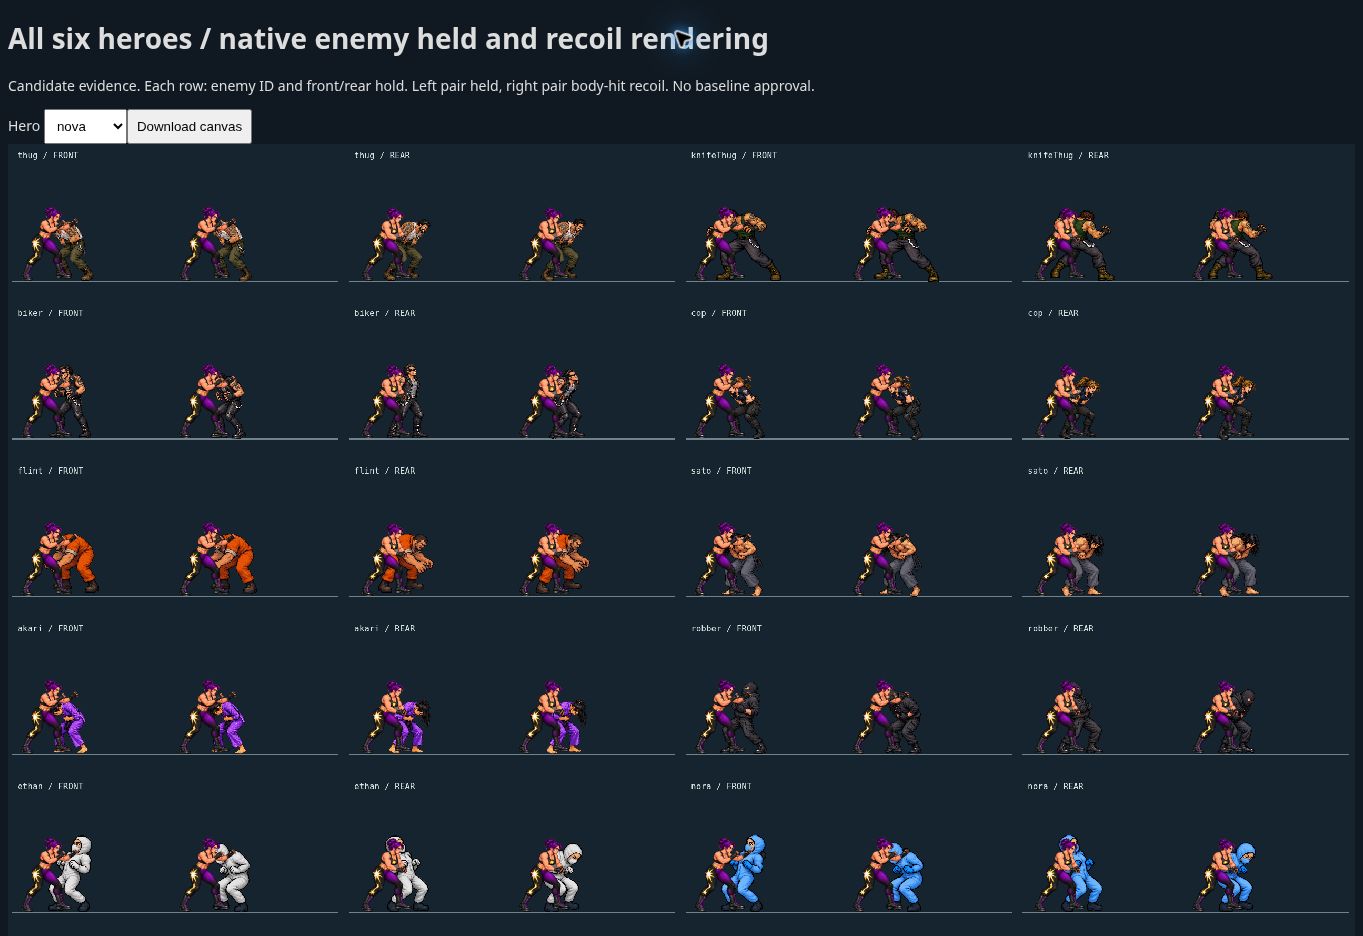 All six heroes / native enemy held and recoil rendering
Candidate evidence. Each row: enemy ID and front/rear hold. Left pair held, right pair body-hit recoil. No baseline approval.
Hero nova Download canvas
thug / FRONT thug / REAR knifeThug / FRONT knifeThug / REAR
biker / FRONT biker / REAR cop / FRONT cop / REAR
flint / FRONT flint / REAR sato / FRONT sato / REAR
akari / FRONT akari / REAR robber / FRONT robber / REAR
ethan / FRONT ethan / REAR nora / FRONT nora / REAR